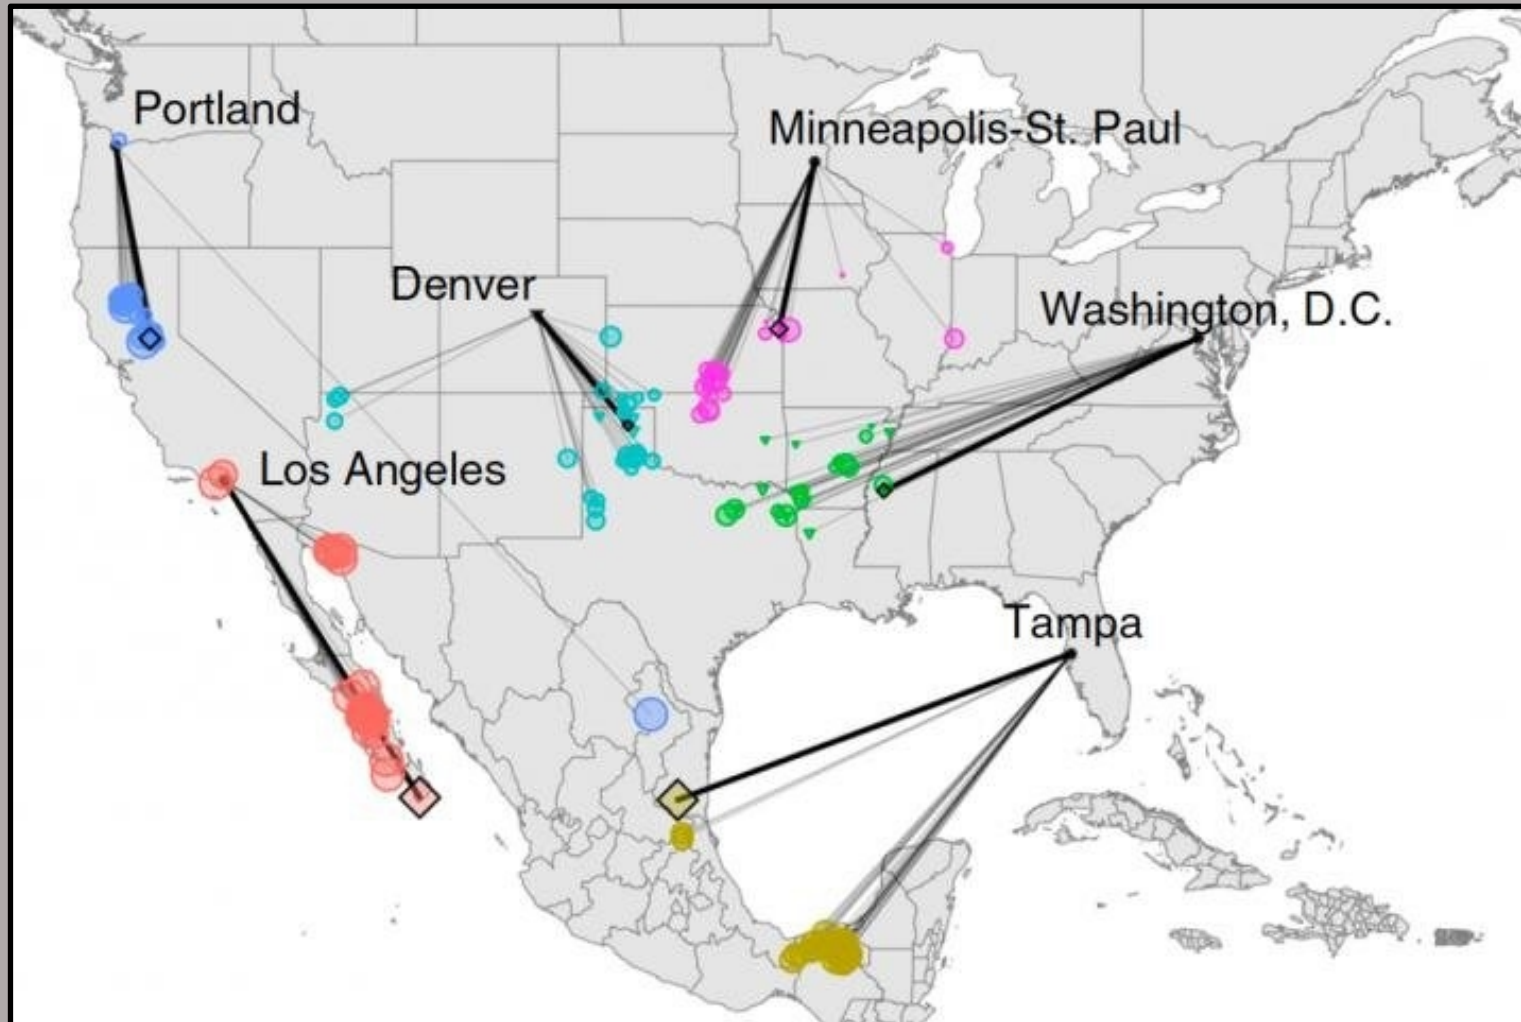 Portland
Minneapolis-St. Paul
Denver
Washington, D.C.
Los Angeles
Tampa